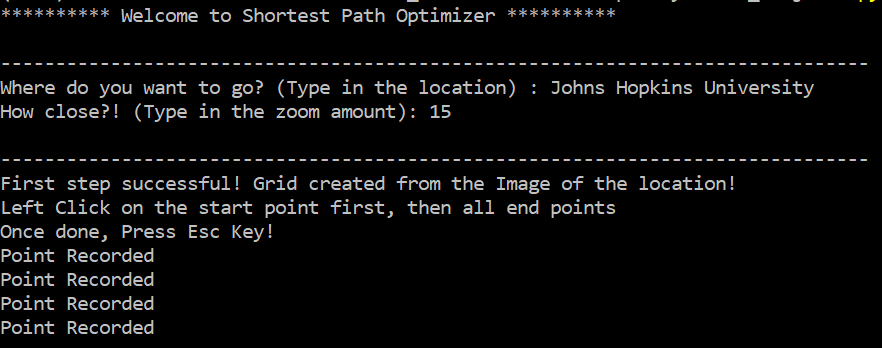 ********** Welcome to Shortest Path Optimizer **********
--------------------------------------------------------------------------------
Where do you want to go? (Type in the location) : Johns Hopkins University
How close?! (Type in the zoom amount): 15
--------------------------------------------------------------------------------
First step successful! Grid created from the Image of the location!
Left Click on the start point first, then all end points
Once done, Press Esc Key!
Point Recorded
Point Recorded
Point Recorded
Point Recorded